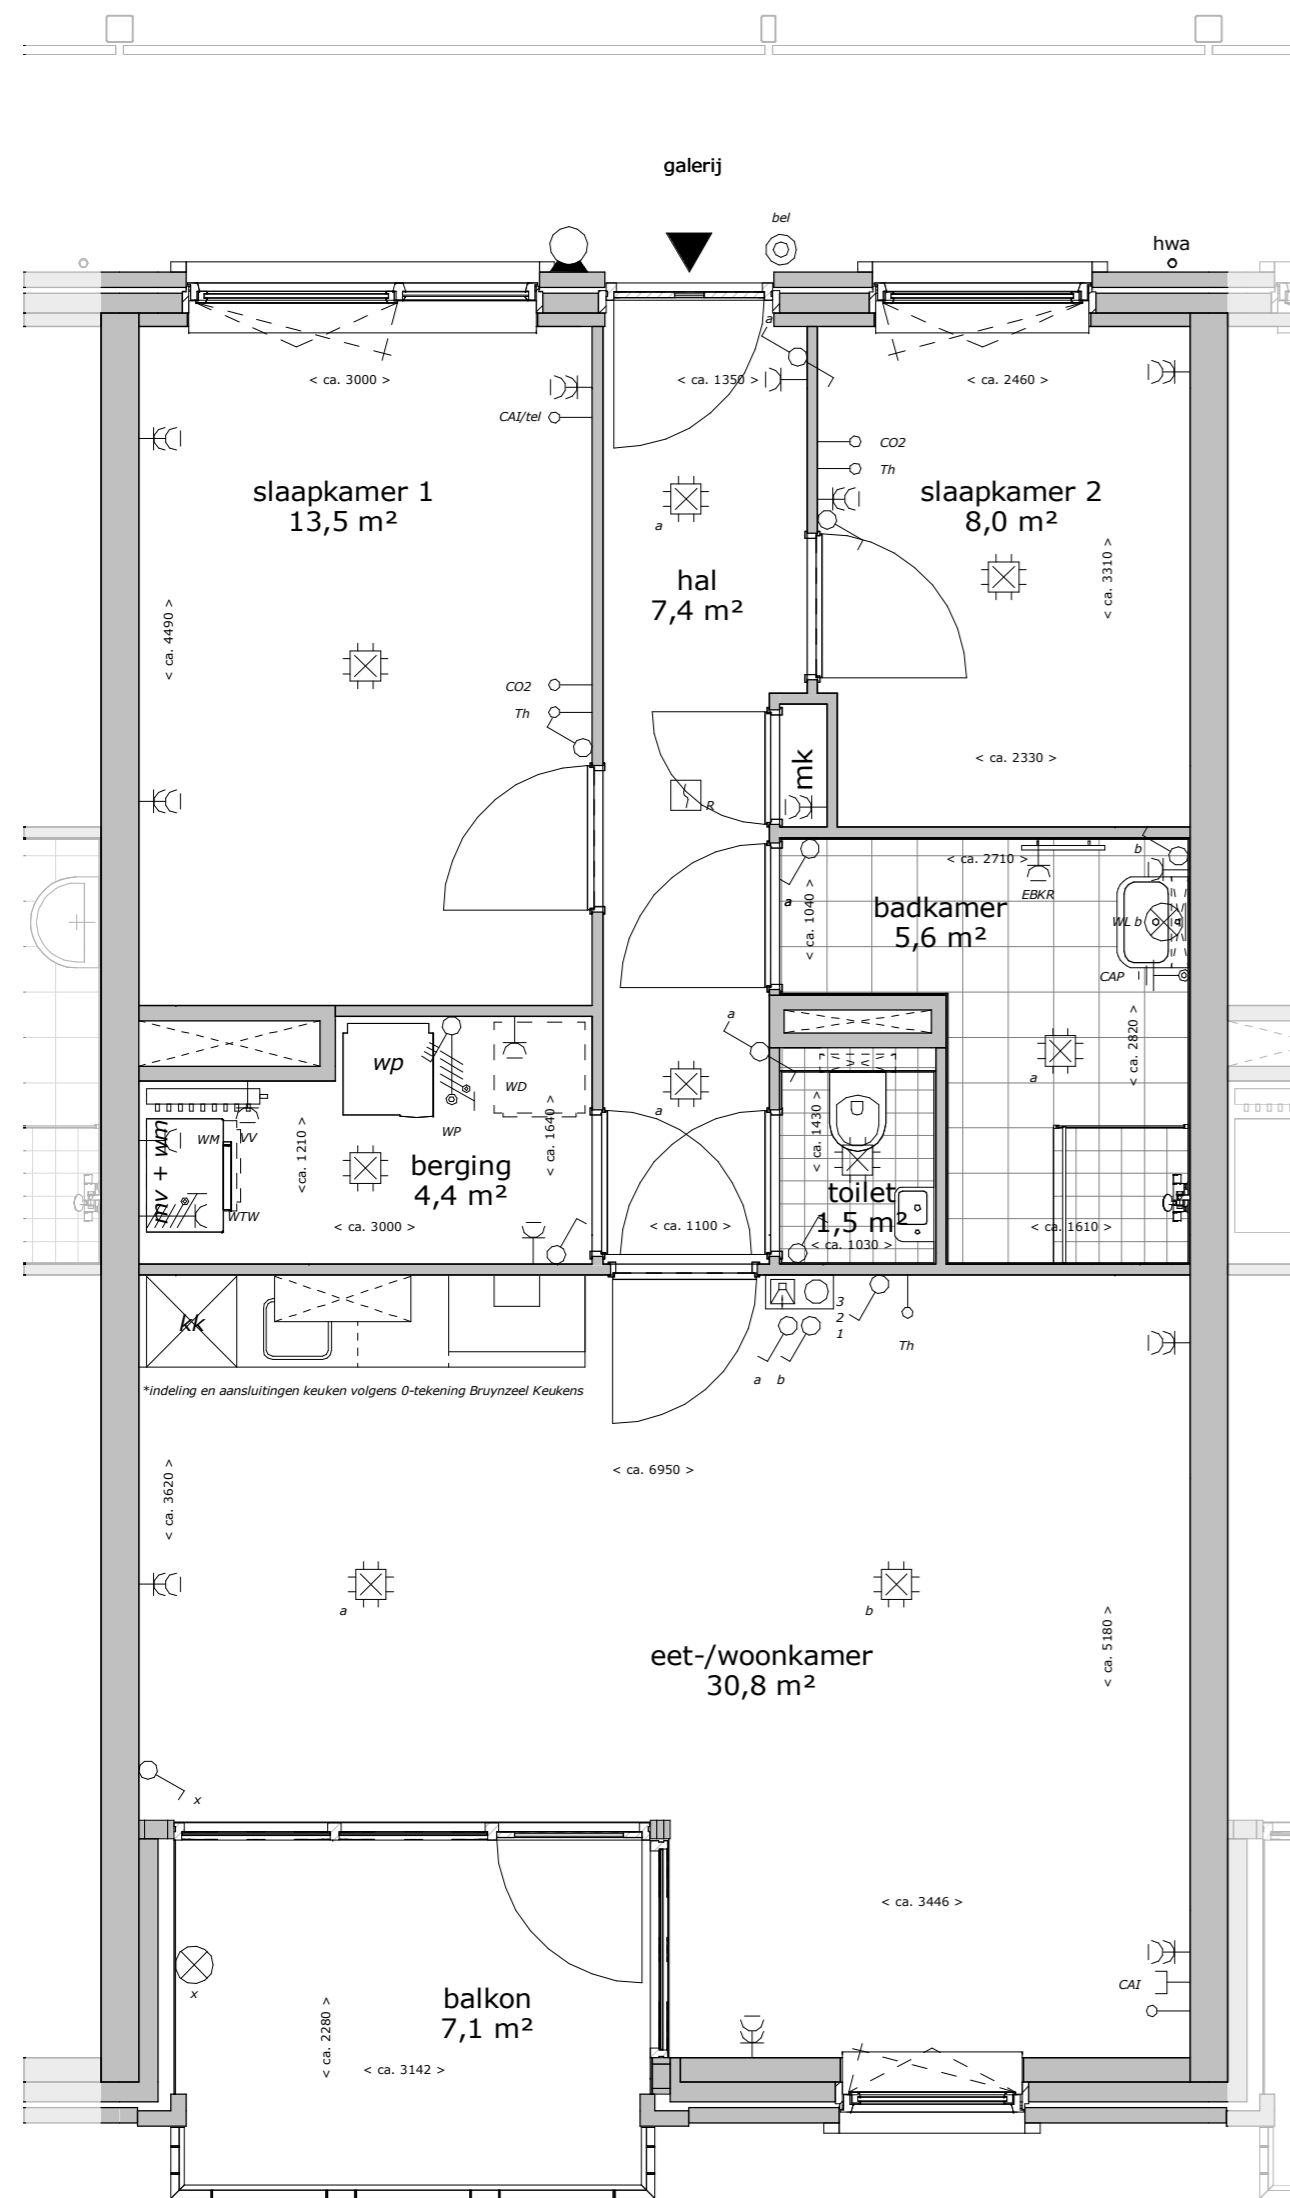 galerij
bel
hwa
a
< ca. 3000 >
< ca. 1350 >
< ca. 2460 >
CAI/tel
CO2
Th
slaapkamer 1
13,5 m²
slaapkamer 2
8,0 m²
a
hal
7,4 m²
< ca. 3310 >
< ca. 4490 >
CO2
Th
< ca. 2330 >
mk
R
b
< ca. 2710 >
EBKR
a
< ca. 1040 >
badkamer
5,6 m²
WL b
CAP
a
wp
WD
a
< ca. 2820 >
a
WP
WM
VV
mv + wm
< ca. 1210 >
< ca. 1640 >
< ca. 1430 >
berging
4,4 m²
WTW
< ca. 3000 >
< ca. 1100 >
toilet
1,5 m²
< ca. 1030 >
< ca. 1610 >
kk
3
2
1
Th
a b
*indeling en aansluitingen keuken volgens 0-tekening Bruynzeel Keukens
< ca. 6950 >
< ca. 3620 >
a
b
eet-/woonkamer
30,8 m²
< ca. 5180 >
x
< ca. 3446 >
CAI
x
balkon
7,1 m²
< ca. 2280 >
< ca. 3142 >